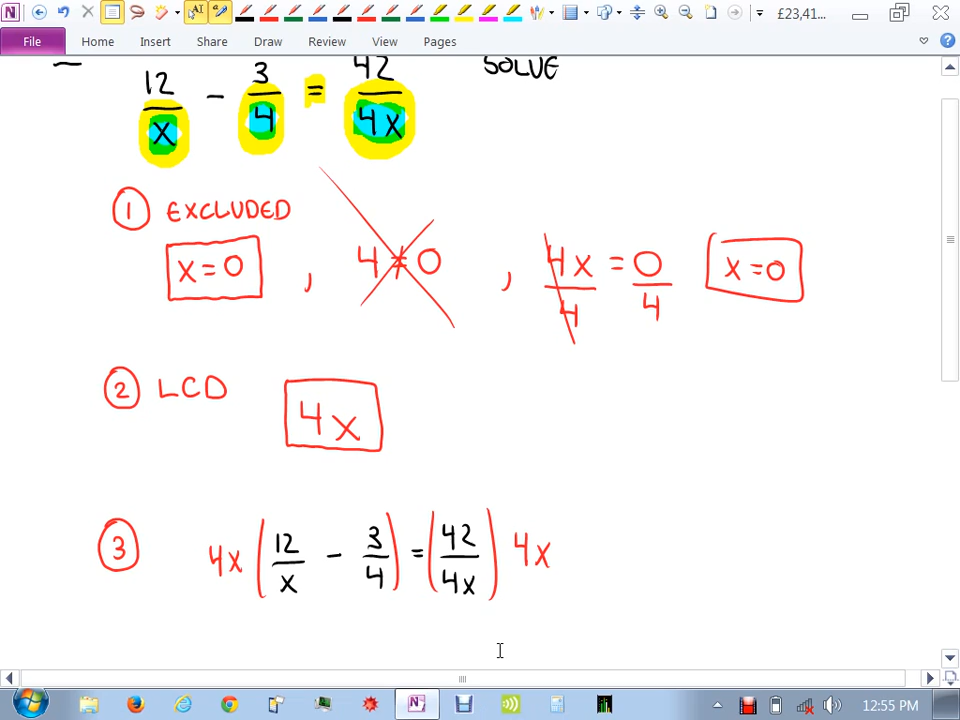 £23,41...
File Home Insert Share Draw Review View Pages
12/x - 3/4 = 42/4x SOLVE
① EXCLUDED
x=0 , 4≠0 , 4x/4 = 0/4 x=0
② LCD
4x
③ 4x (12/x - 3/4) = (42/4x) 4x
12:55 PM